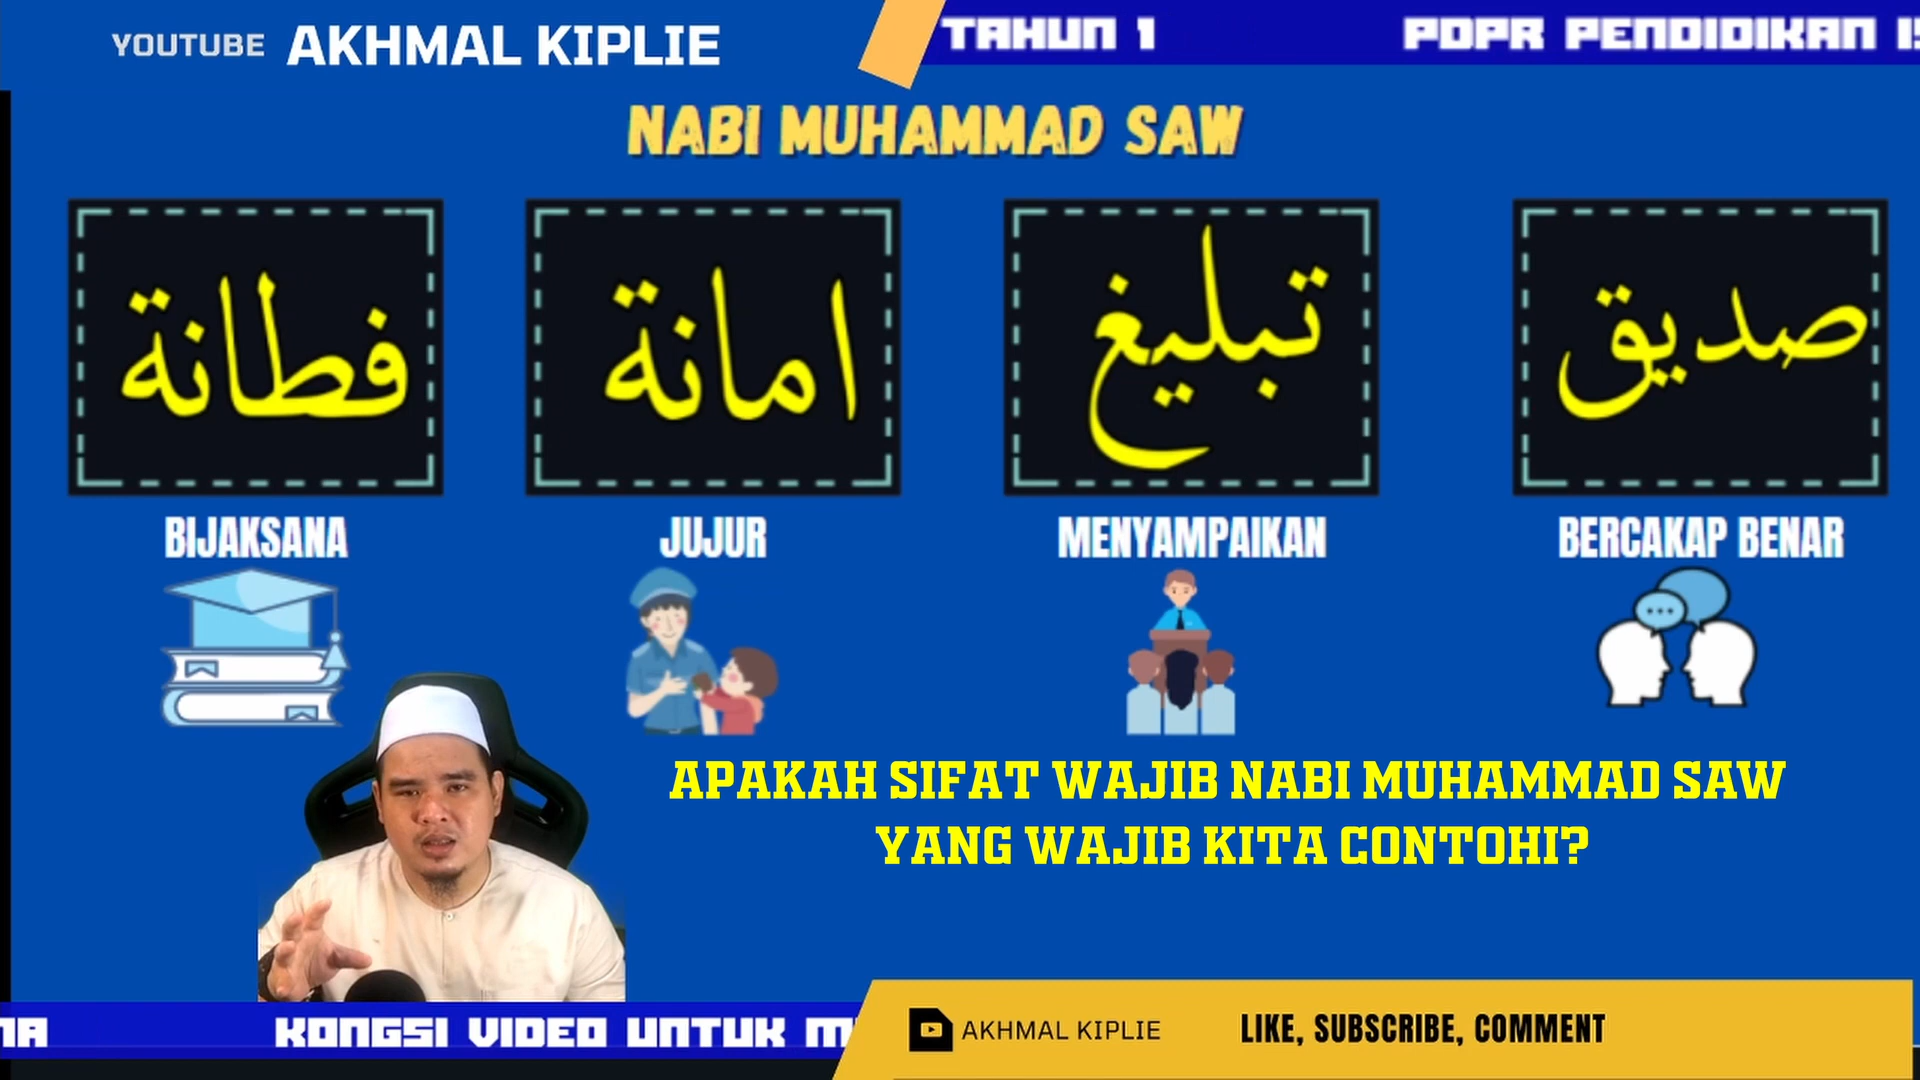 YOUTUBE AKHMAL KIPLIE
TAHUN 1 PDPR PENDIDIKAN
NABI MUHAMMAD SAW
صديق
تبليغ
امانة
فطانة
BIJAKSANA
JUJUR
MENYAMPAIKAN
BERCAKAP BENAR
APAKAH SIFAT WAJIB NABI MUHAMMAD SAW
YANG WAJIB KITA CONTOHI?
KONGSI VIDEO UNTUK
AKHMAL KIPLIE
LIKE, SUBSCRIBE, COMMENT